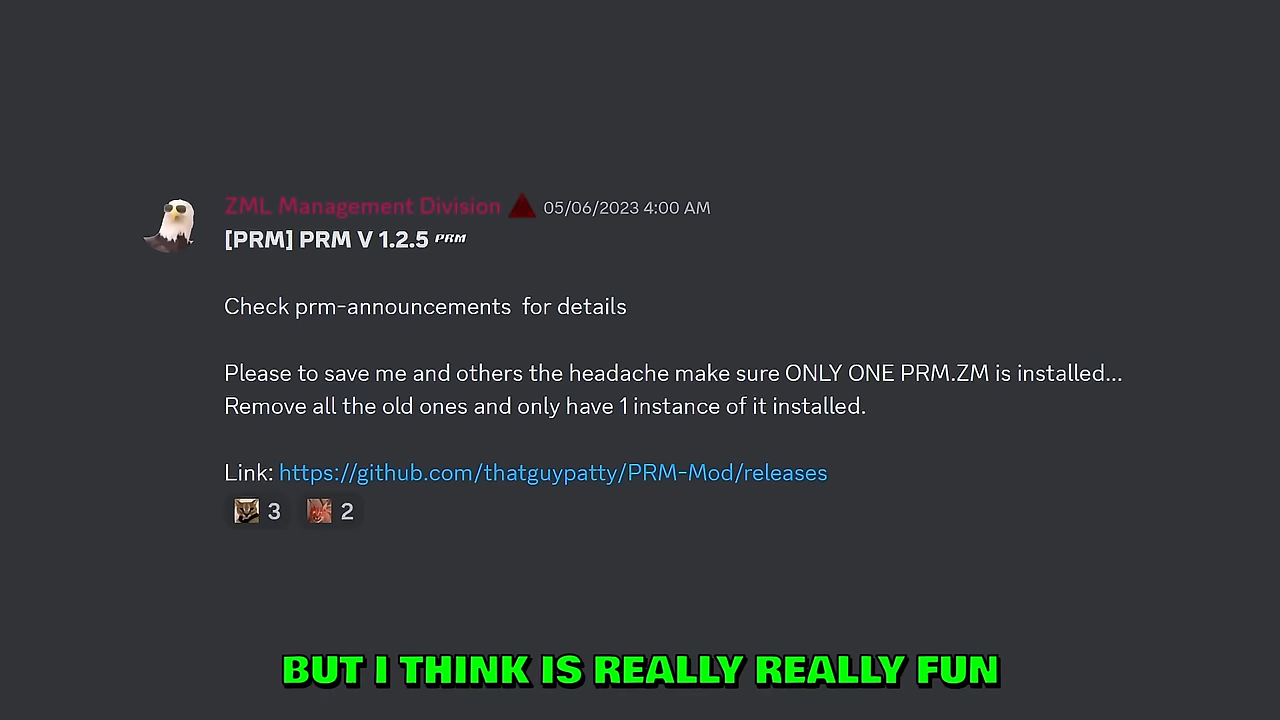 ZML Management Division 05/06/2023 4:00 AM
[PRM] PRM V 1.2.5 PRM
Check prm-announcements for details
Please to save me and others the headache make sure ONLY ONE PRM.ZM is installed...
Remove all the old ones and only have 1 instance of it installed.
Link: https://github.com/thatguypatty/PRM-Mod/releases
3 2
BUT I THINK IS REALLY REALLY FUN